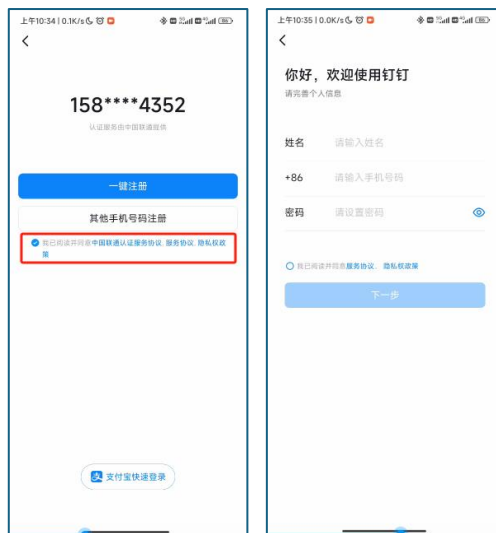 上午10:34 | 0.1K/s
158****4352
认证服务由中国联通提供
一键注册
其他手机号码注册
我已阅读并同意中国联通认证服务协议, 服务协议, 隐私权政
策
支付宝快速登录
上午10:35 | 0.0K/s
你好，欢迎使用钉钉
请完善个人信息
姓名 请输入姓名
+86 请输入手机号码
密码 请设置密码
我已阅读并同意服务协议、 隐私权政策
下一步